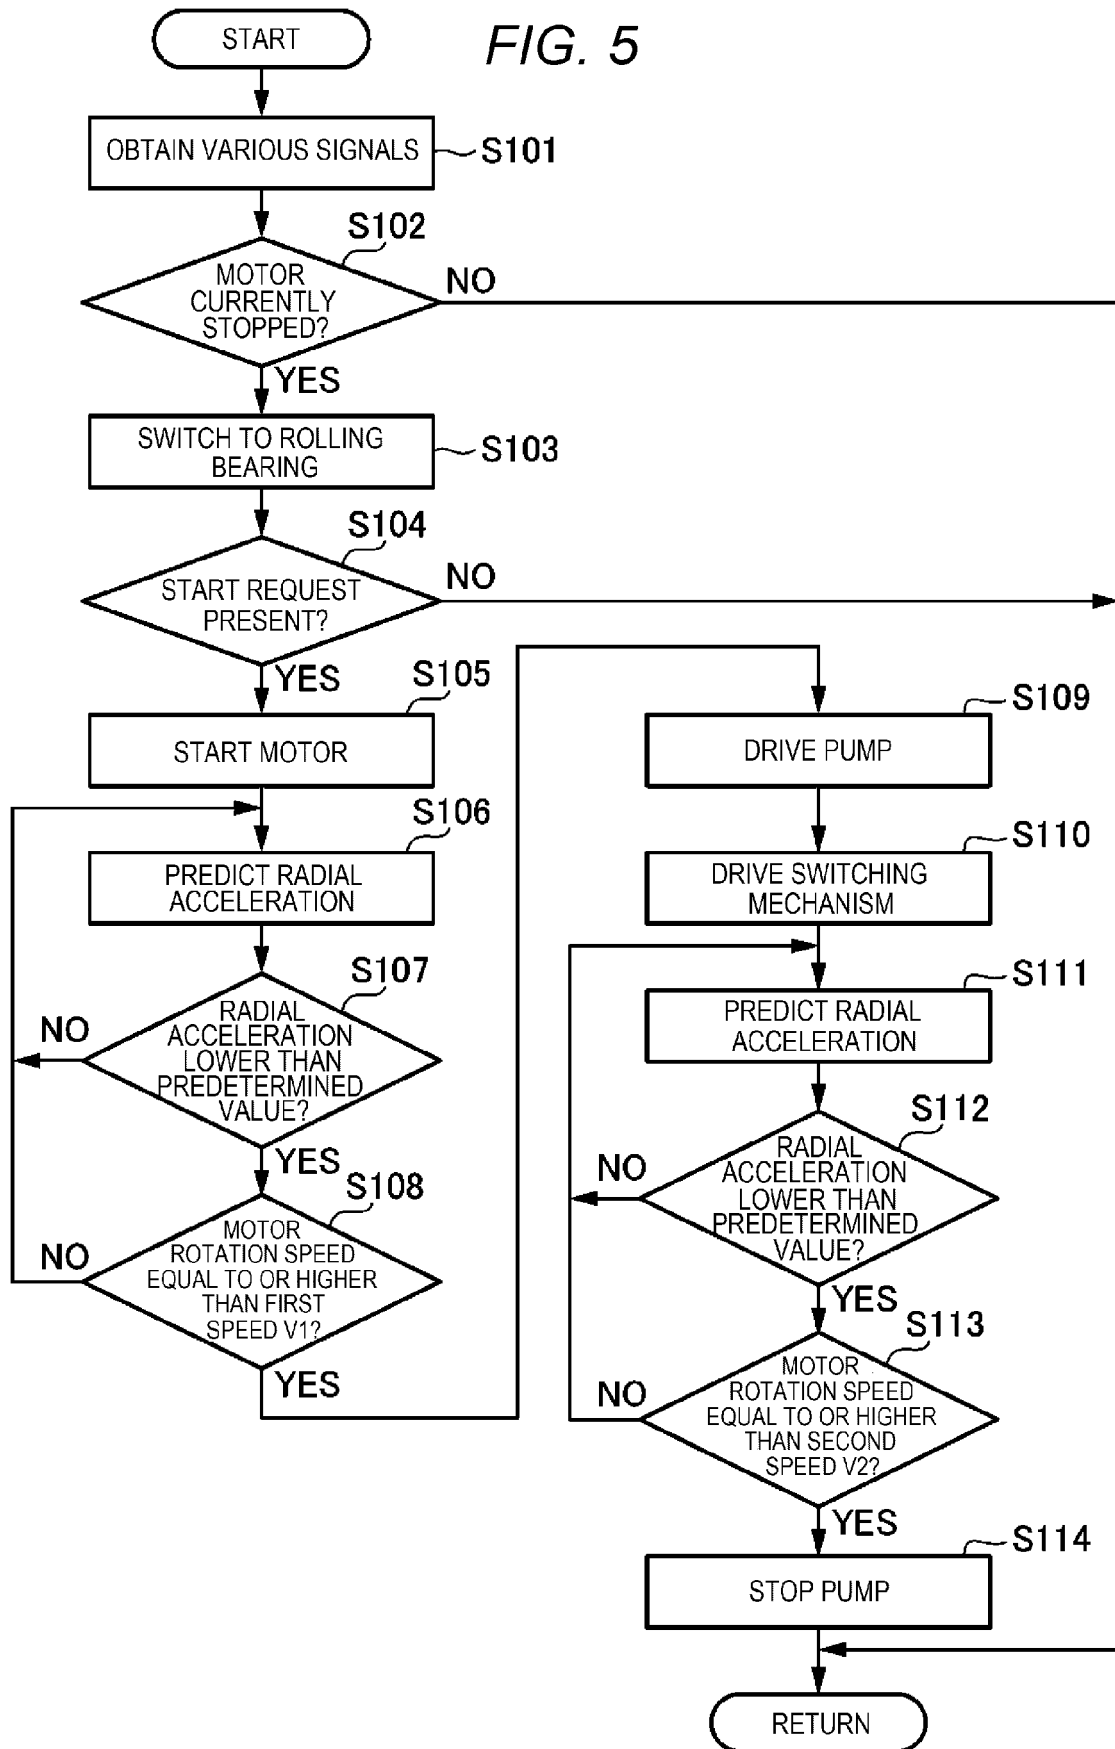 START
FIG. 5
OBTAIN VARIOUS SIGNALS
S101
S102
MOTOR
CURRENTLY
STOPPED?
NO
YES
SWITCH TO ROLLING
BEARING
S103
S104
START REQUEST
PRESENT?
NO
YES
S105
START MOTOR
S106
PREDICT RADIAL
ACCELERATION
S107
RADIAL
ACCELERATION
LOWER THAN
PREDETERMINED
VALUE?
NO
YES
S108
MOTOR
ROTATION SPEED
EQUAL TO OR HIGHER
THAN FIRST
SPEED V1?
NO
YES
S109
DRIVE PUMP
S110
DRIVE SWITCHING
MECHANISM
S111
PREDICT RADIAL
ACCELERATION
S112
RADIAL
ACCELERATION
LOWER THAN
PREDETERMINED
VALUE?
NO
YES
S113
MOTOR
ROTATION SPEED
EQUAL TO OR HIGHER
THAN SECOND
SPEED V2?
NO
YES
S114
STOP PUMP
RETURN